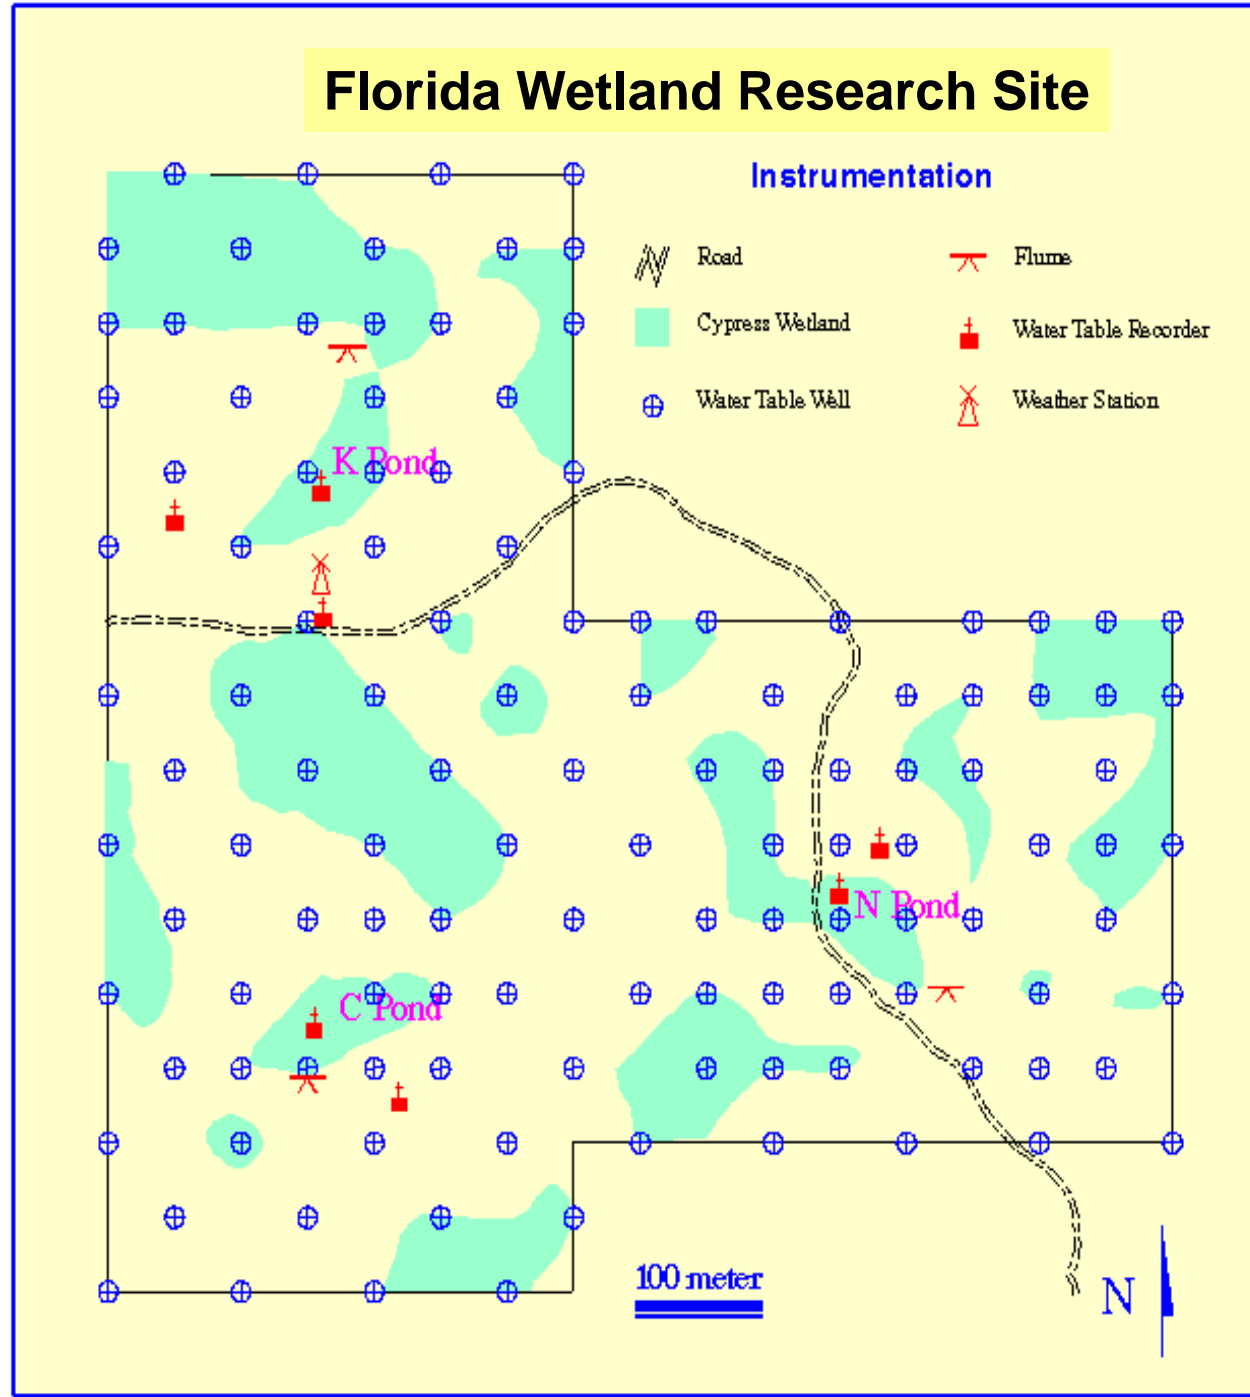 Florida Wetland Research Site
Instrumentation
Road
Flume
Cypress Wetland
Water Table Recorder
Water Table Well
Weather Station
K Pond
N Pond
C Pond
100 meter
N